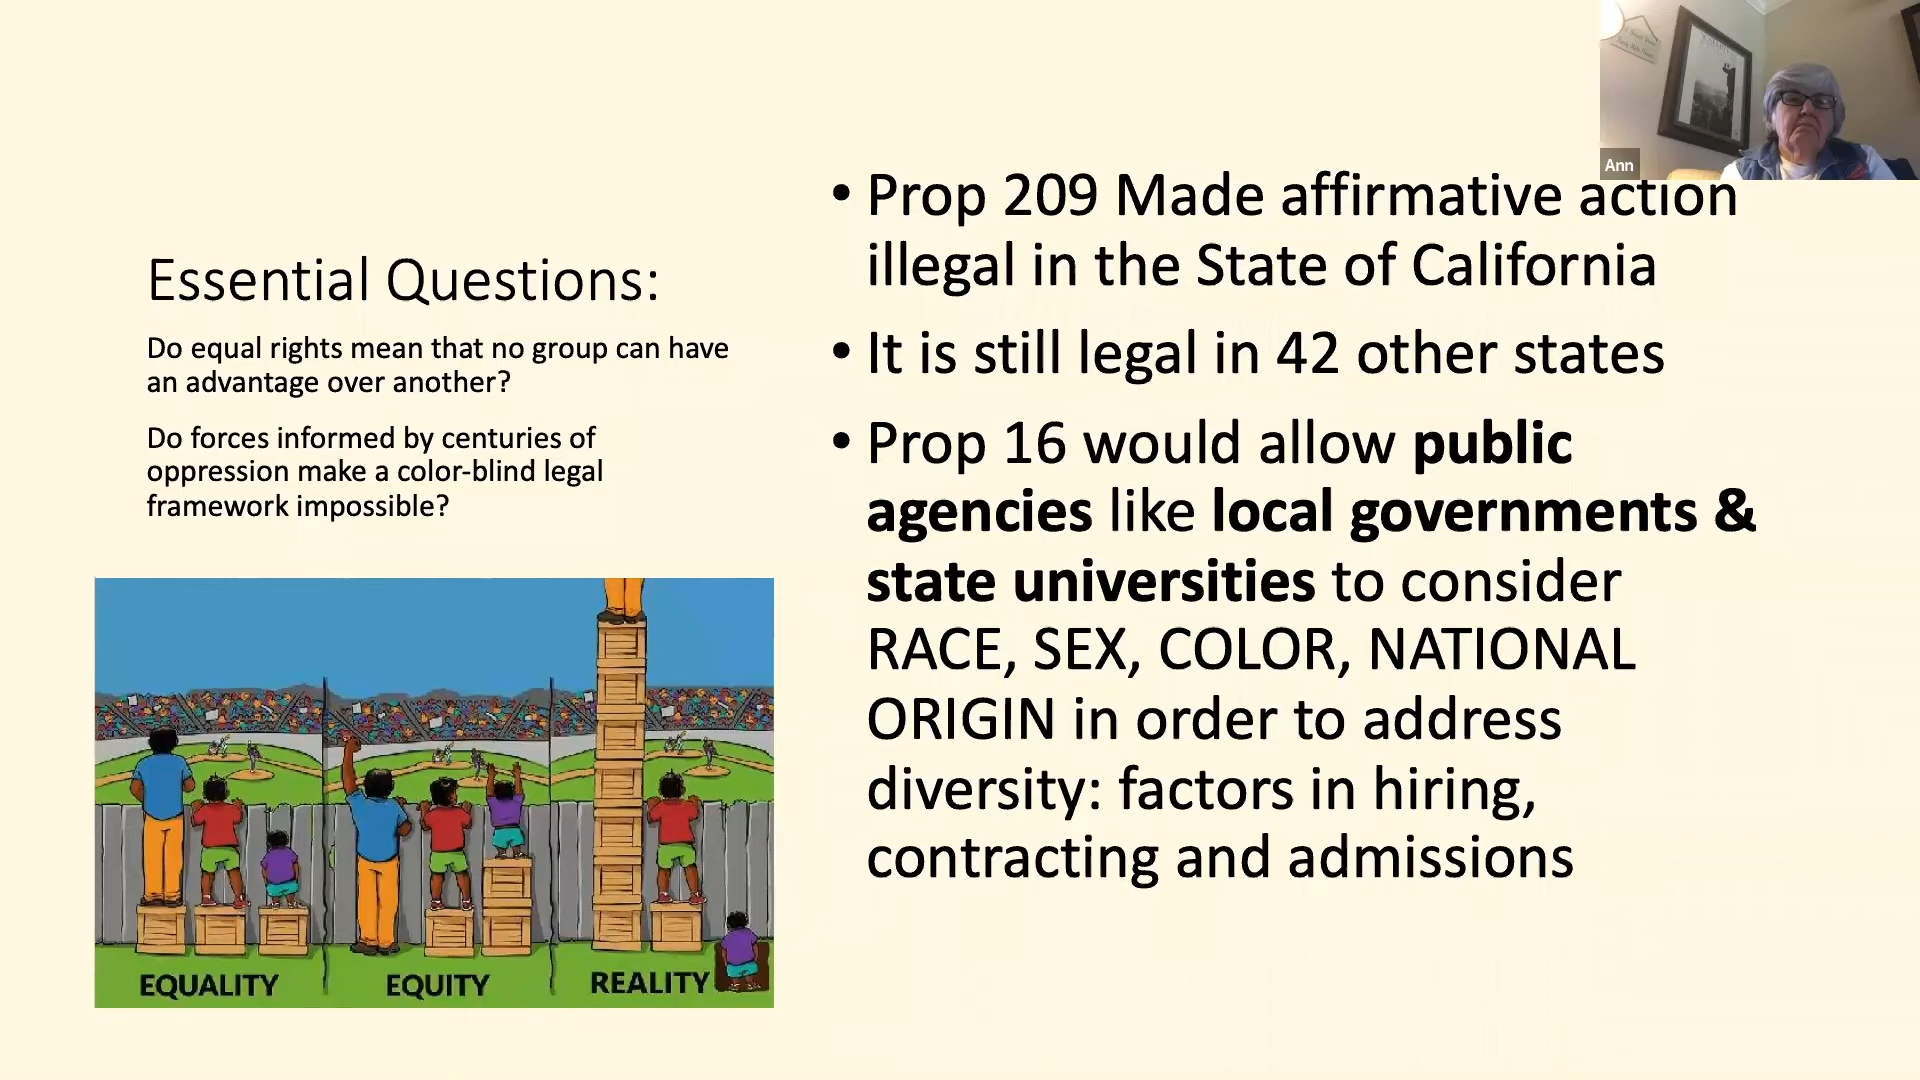 Essential Questions:
Do equal rights mean that no group can have
an advantage over another?
Do forces informed by centuries of
oppression make a color-blind legal
framework impossible?
EQUALITY
EQUITY
REALITY
• Prop 209 Made affirmative action
illegal in the State of California
• It is still legal in 42 other states
• Prop 16 would allow public
agencies like local governments &
state universities to consider
RACE, SEX, COLOR, NATIONAL
ORIGIN in order to address
diversity: factors in hiring,
contracting and admissions
Ann